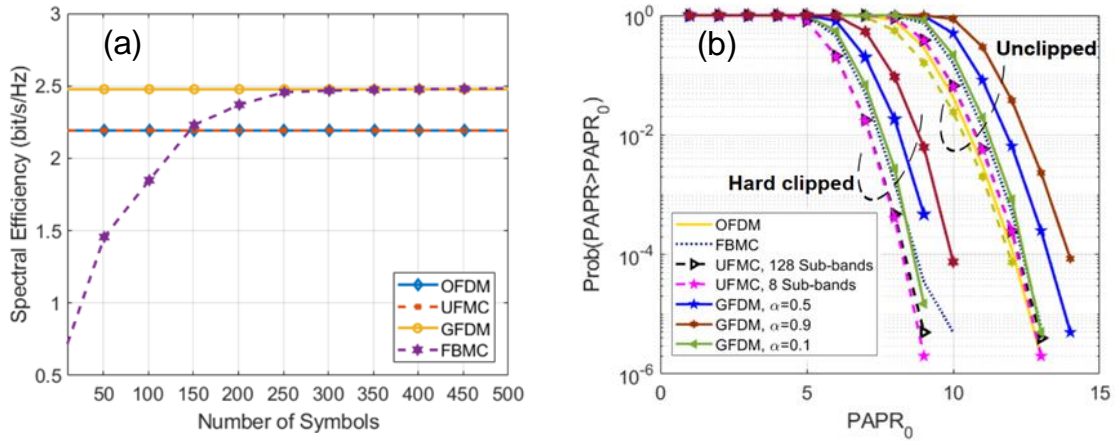 (a)
Spectral Efficiency (bit/s/Hz)
3
2.5
2
1.5
1
0.5
50 100 150 200 250 300 350 400 450 500
Number of Symbols
OFDM
UFMC
GFDM
FBMC
(b)
Prob(PAPR>PAPR0)
10^0
10^-2
10^-4
10^-6
0 5 10 15
PAPR0
Unclipped
Hard clipped
OFDM
FBMC
UFMC, 128 Sub-bands
UFMC, 8 Sub-bands
GFDM, α=0.5
GFDM, α=0.9
GFDM, α=0.1